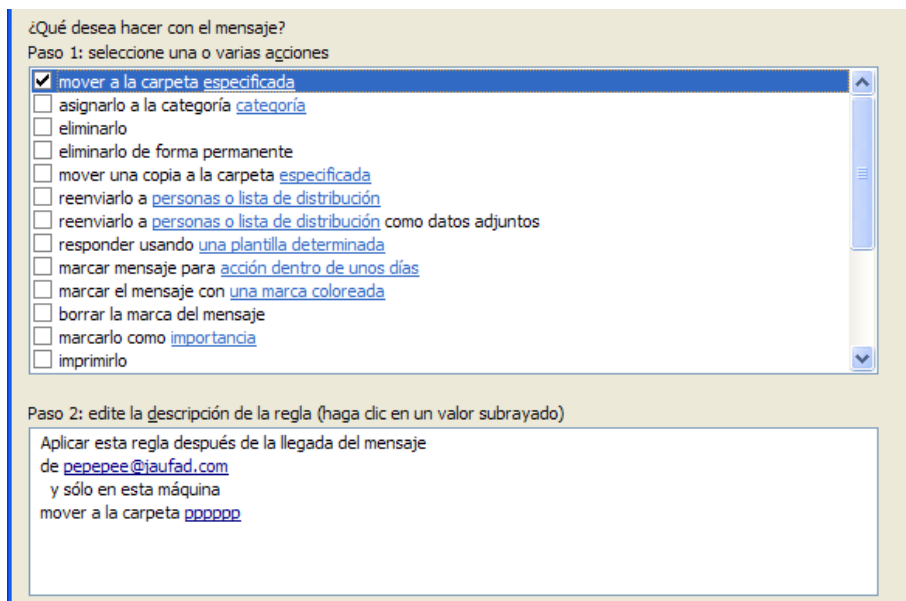 ¿Qué desea hacer con el mensaje?
Paso 1: seleccione una o varias acciones
mover a la carpeta especificada
asignarlo a la categoría categoría
eliminarlo
eliminarlo de forma permanente
mover una copia a la carpeta especificada
reenviarlo a personas o lista de distribución
reenviarlo a personas o lista de distribución como datos adjuntos
responder usando una plantilla determinada
marcar mensaje para acción dentro de unos días
marcar el mensaje con una marca coloreada
borrar la marca del mensaje
marcarlo como importancia
imprimirlo
Paso 2: edite la descripción de la regla (haga clic en un valor subrayado)
Aplicar esta regla después de la llegada del mensaje
de pepepee@jaufad.com
y sólo en esta máquina
mover a la carpeta pppppp